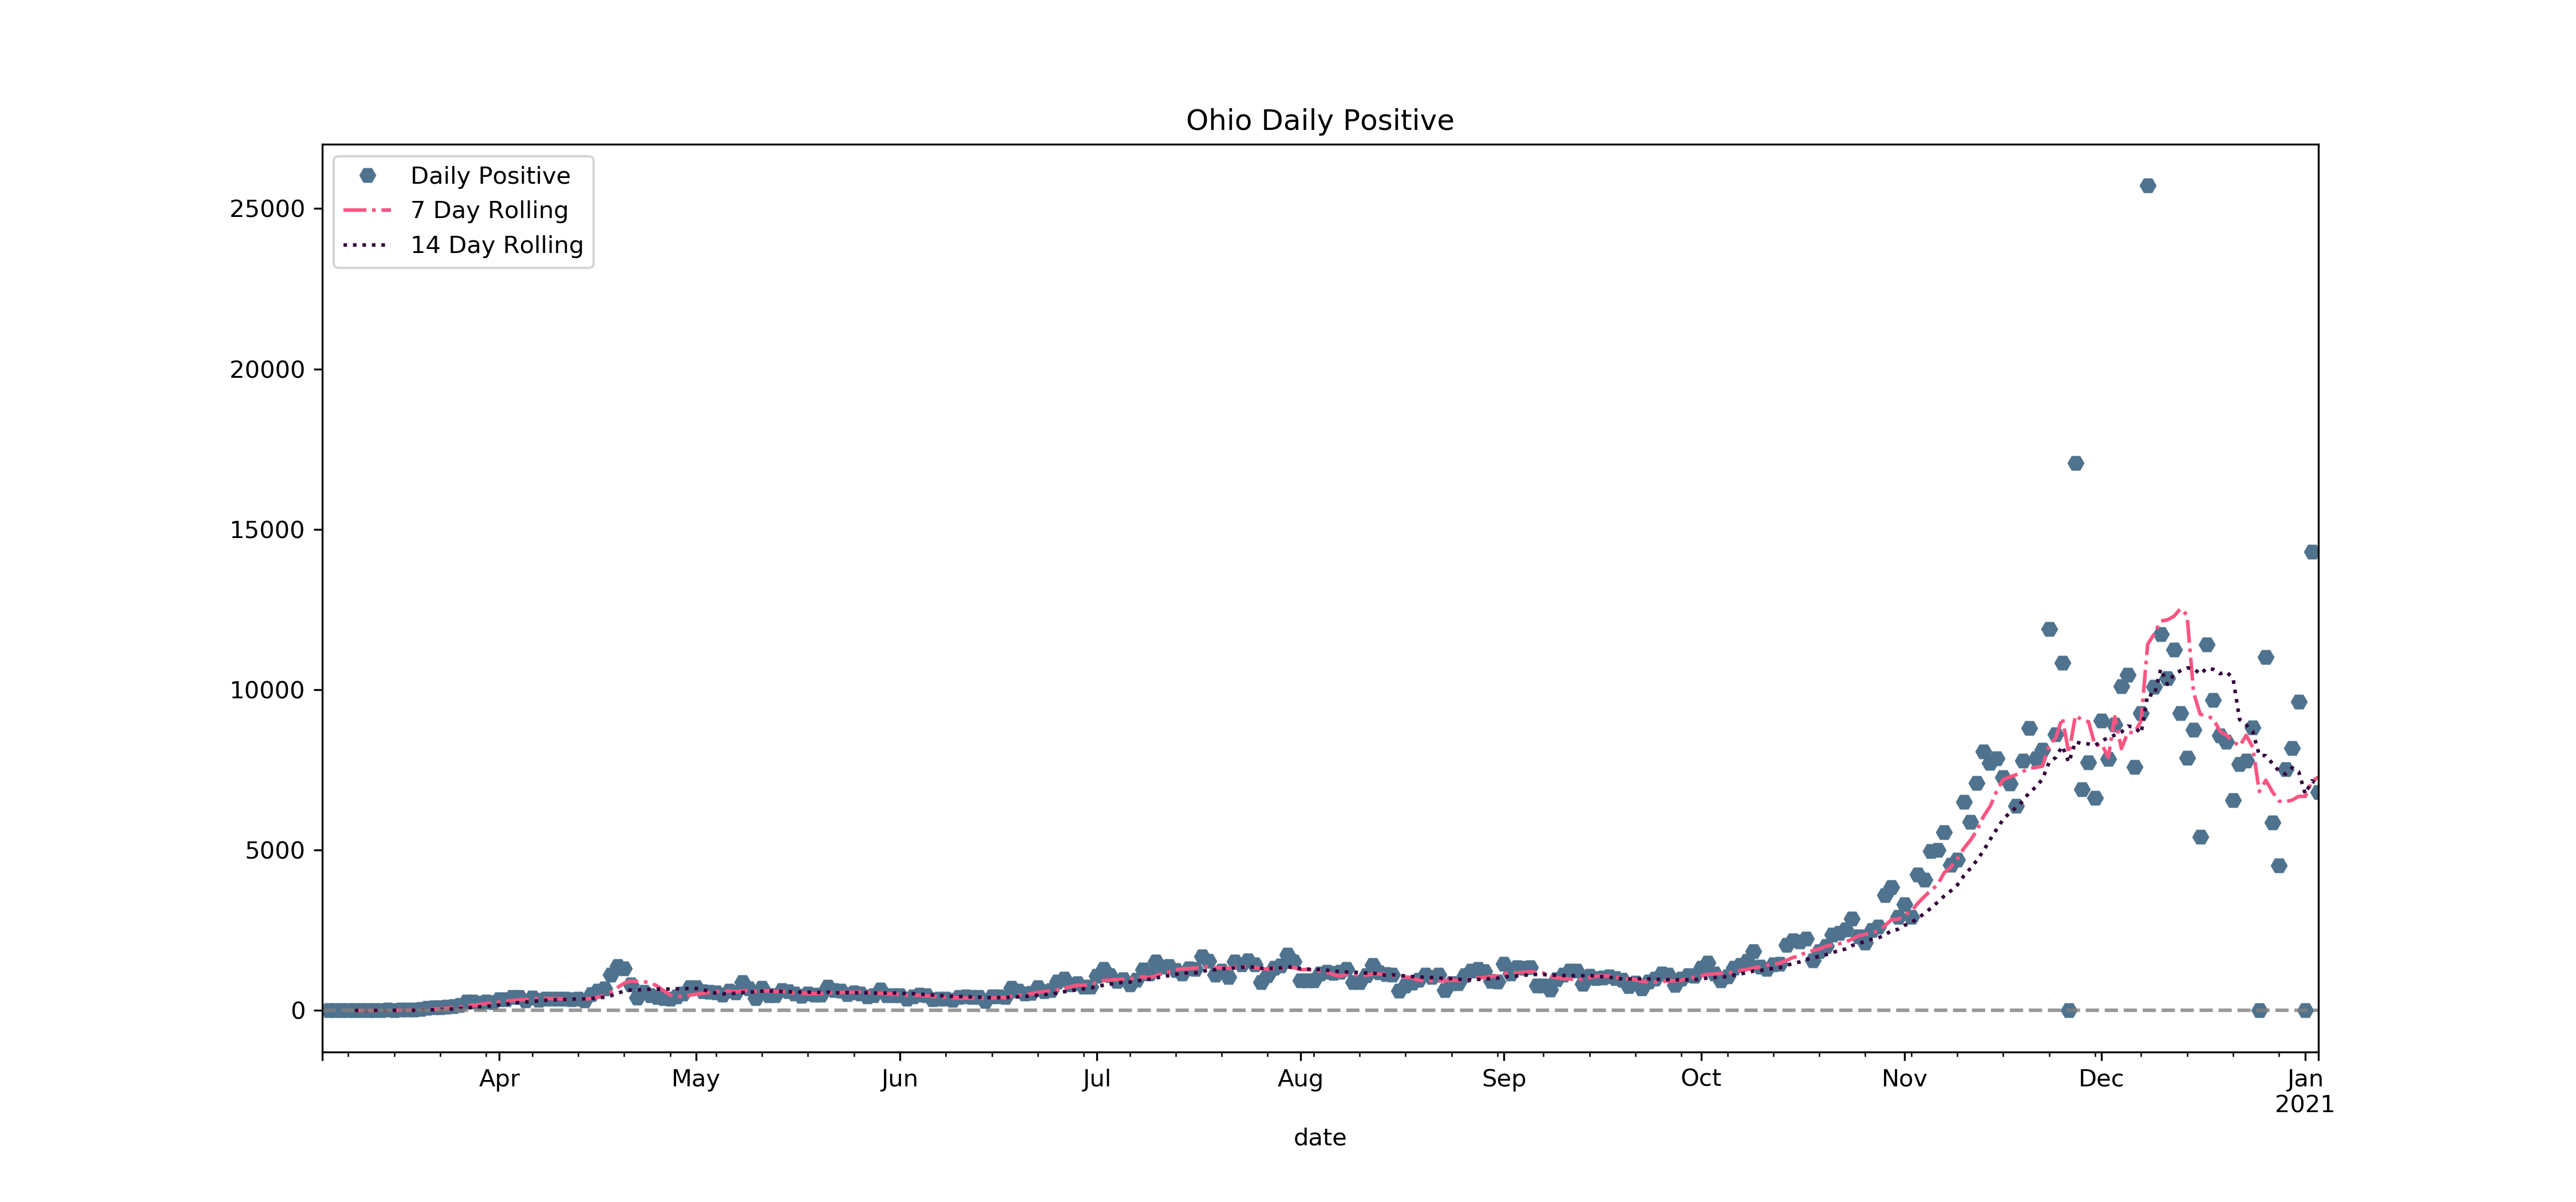 Ohio Daily Positive
Daily Positive
7 Day Rolling
14 Day Rolling
25000
20000
15000
10000
5000
0
Apr May Jun Jul Aug Sep Oct Nov Dec Jan
2021
date